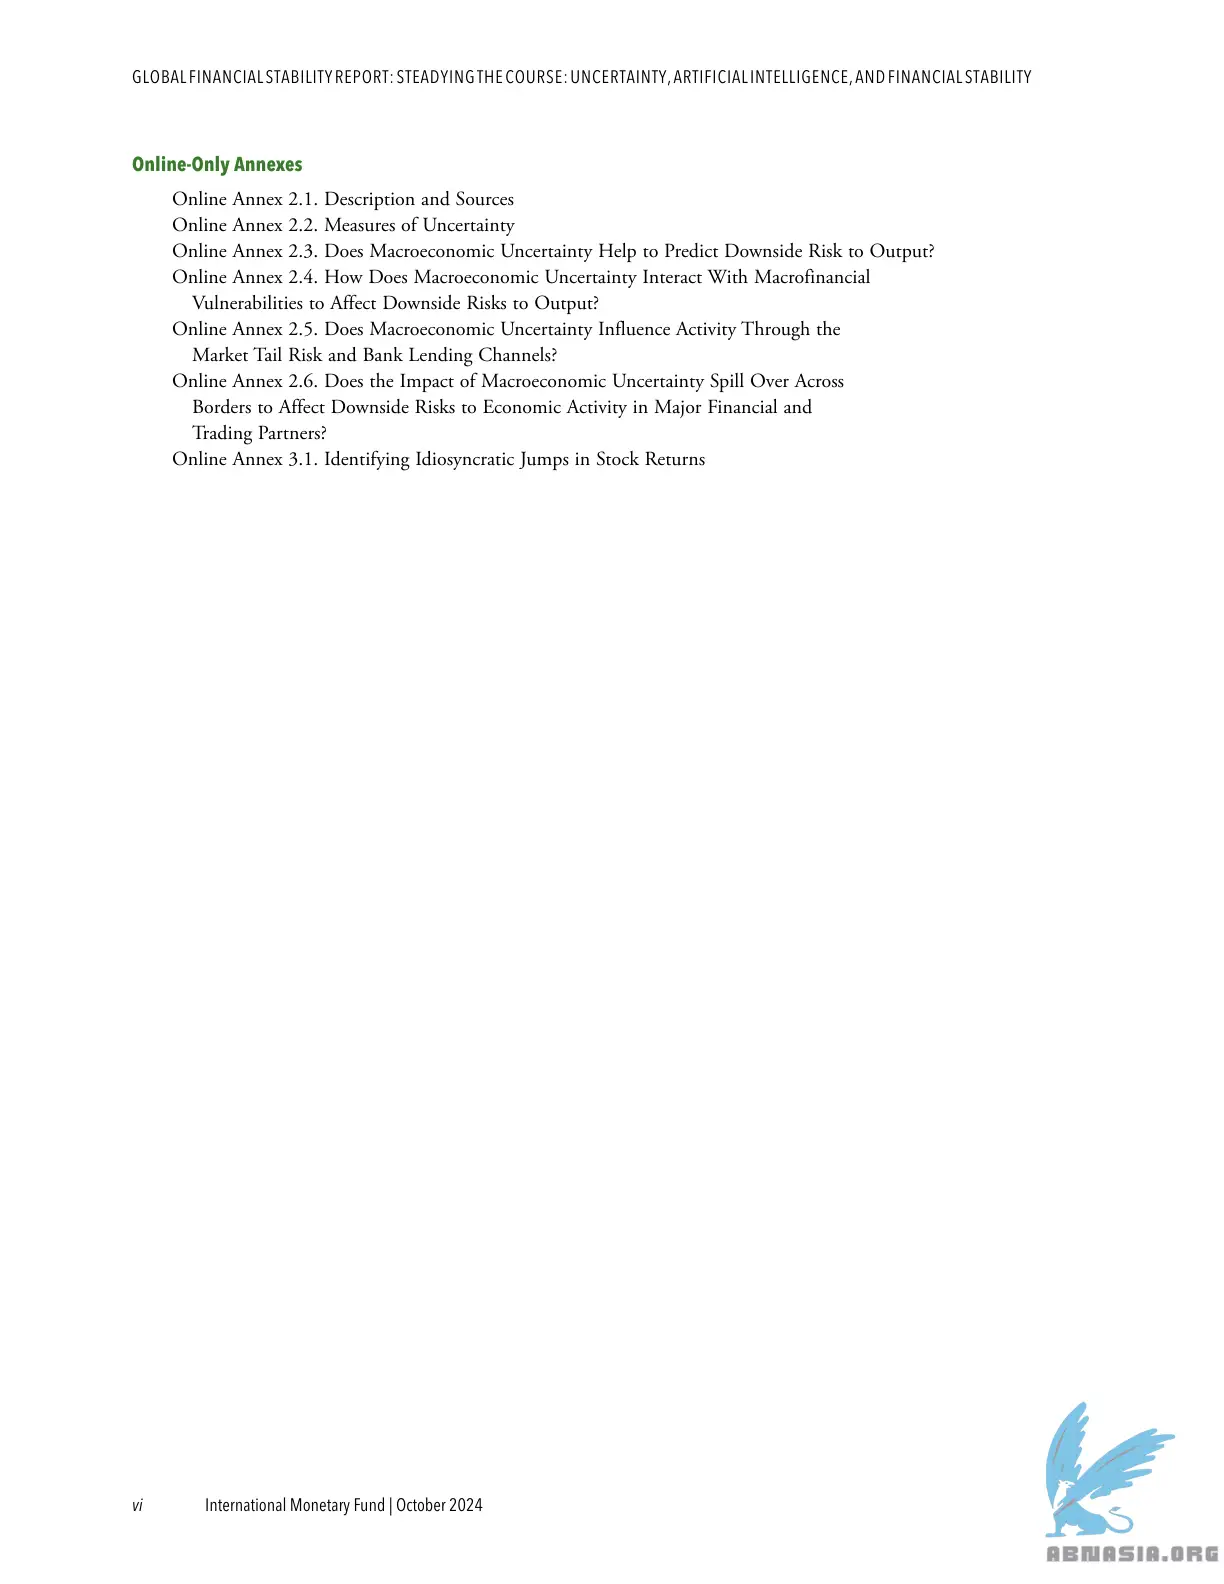 GLOBAL FINANCIAL STABILITY REPORT: STEADYING THE COURSE: UNCERTAINTY, ARTIFICIAL INTELLIGENCE, AND FINANCIAL STABILITY
Online-Only Annexes
Online Annex 2.1. Description and Sources
Online Annex 2.2. Measures of Uncertainty
Online Annex 2.3. Does Macroeconomic Uncertainty Help to Predict Downside Risk to Output?
Online Annex 2.4. How Does Macroeconomic Uncertainty Interact With Macrofinancial
Vulnerabilities to Affect Downside Risks to Output?
Online Annex 2.5. Does Macroeconomic Uncertainty Influence Activity Through the
Market Tail Risk and Bank Lending Channels?
Online Annex 2.6. Does the Impact of Macroeconomic Uncertainty Spill Over Across
Borders to Affect Downside Risks to Economic Activity in Major Financial and
Trading Partners?
Online Annex 3.1. Identifying Idiosyncratic Jumps in Stock Returns
vi International Monetary Fund | October 2024
ABNASIA.ORG